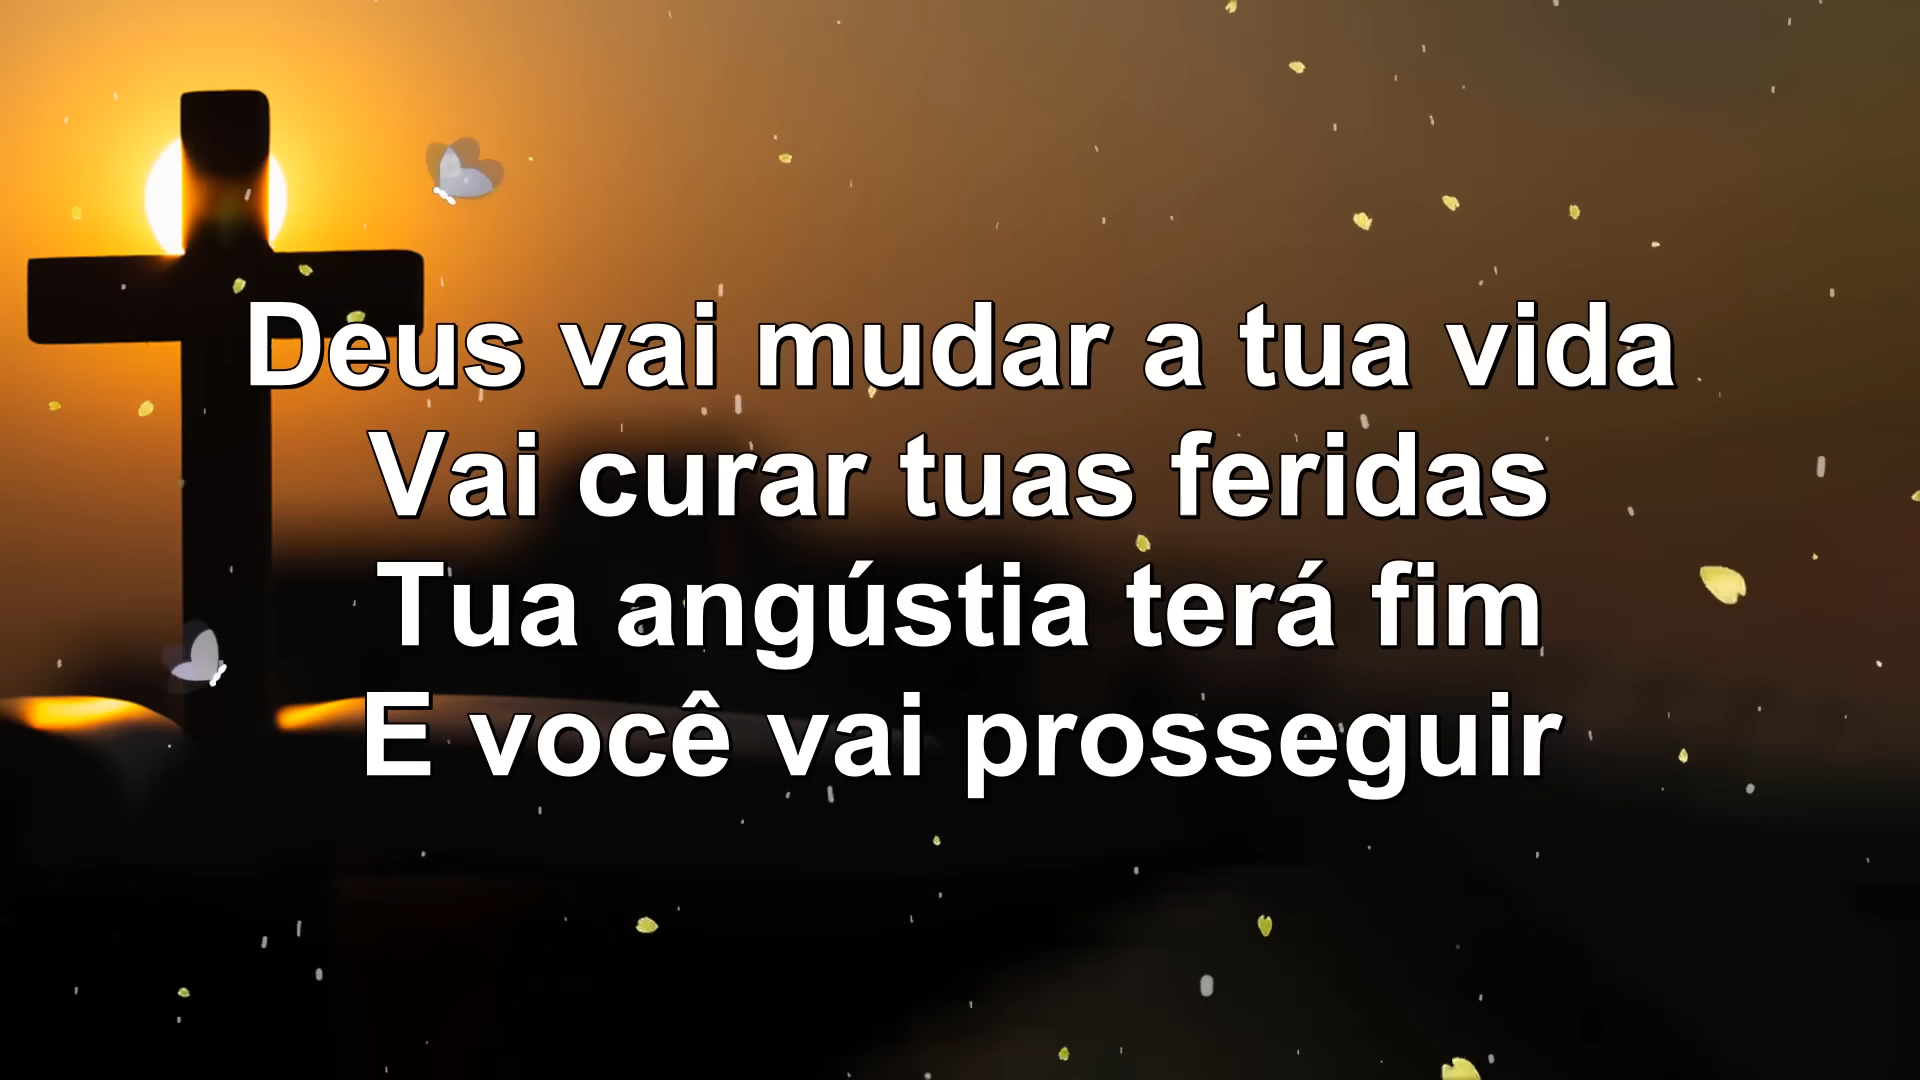 Deus vai mudar a tua vida
Vai curar tuas feridas
Tua angústia terá fim
E você vai prosseguir